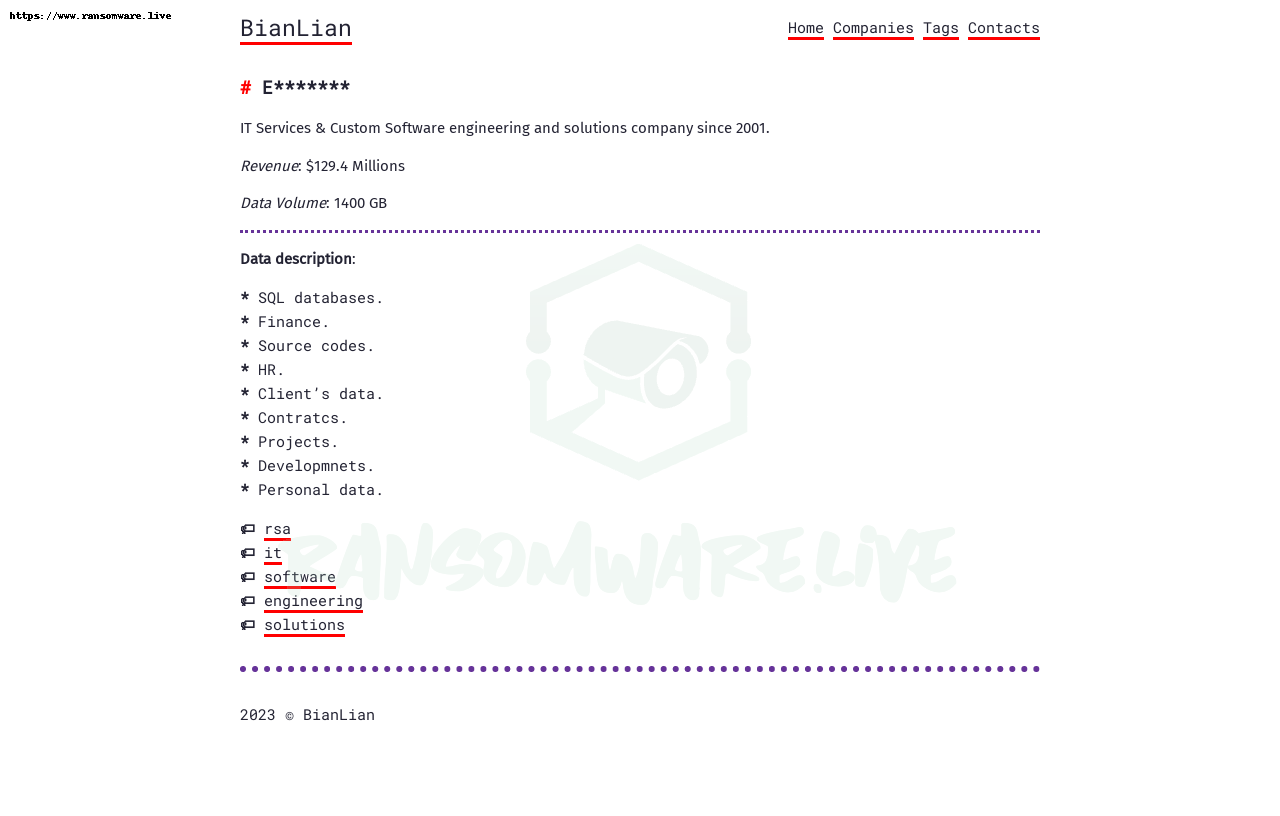 https://www.ransomware.live
BianLian
Home Companies Tags Contacts
# E*******
IT Services & Custom Software engineering and solutions company since 2001.
Revenue: $129.4 Millions
Data Volume: 1400 GB
Data description:
* SQL databases.
* Finance.
* Source codes.
* HR.
* Client’s data.
* Contratcs.
* Projects.
* Developmnets.
* Personal data.
rsa
it
software
engineering
solutions
RANSOMWARE.LIVE
2023 © BianLian